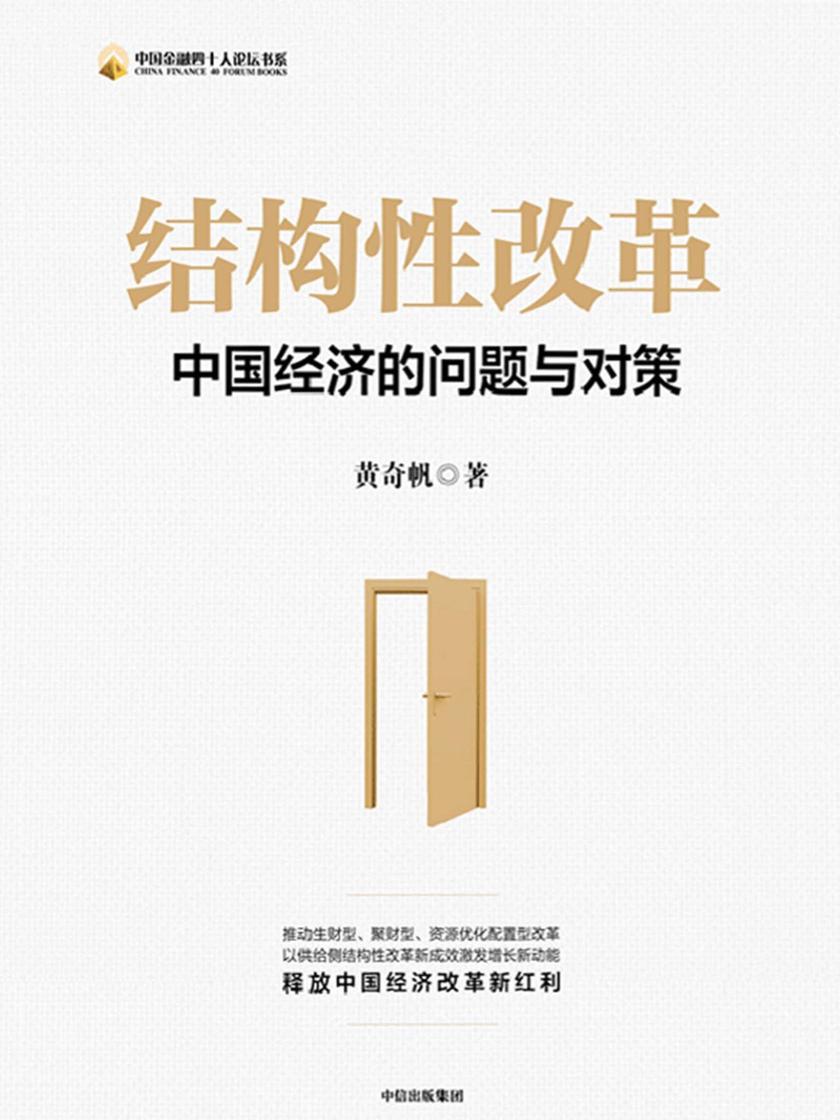 中国金融四十人论坛书系
CHINA FINANCE 40 FORUM BOOKS
结构性改革
中国经济的问题与对策
黄奇帆◎著
推动生财型、聚财型、资源优化配置型改革
以供给侧结构性改革新成效激发增长新动能
释放中国经济改革新红利
中信出版集团